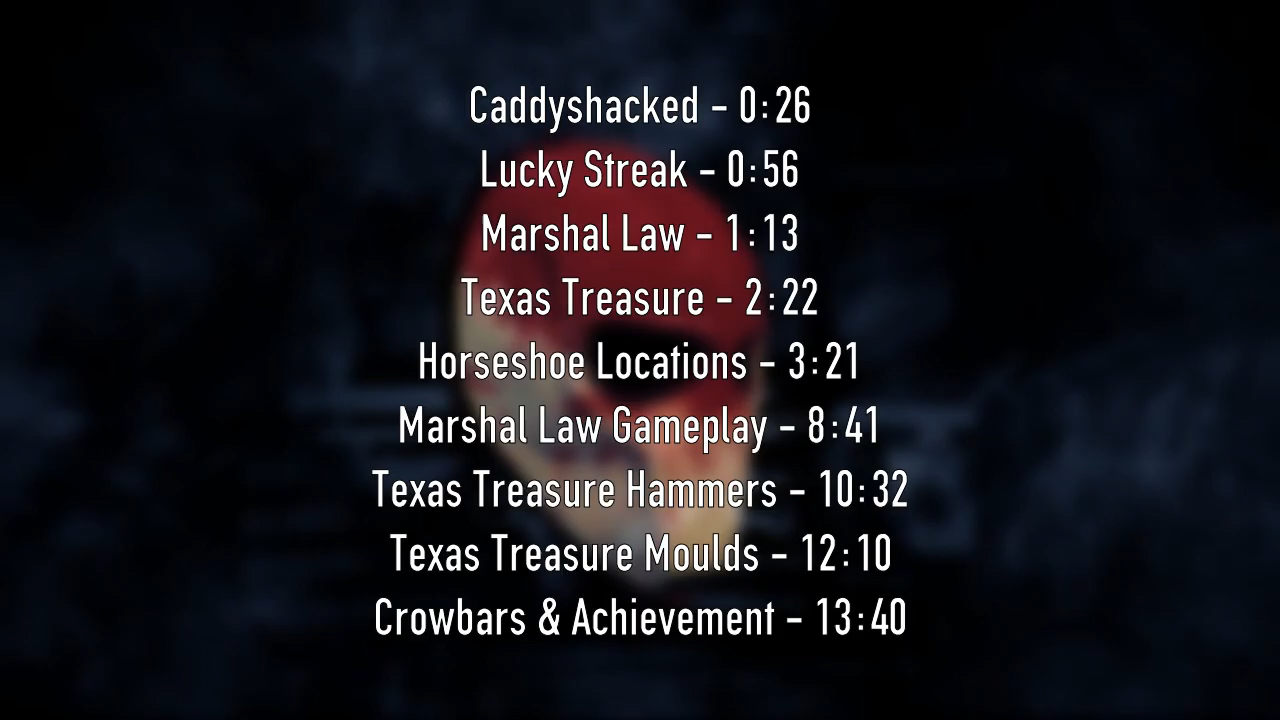 Caddyshacked - 0:26
Lucky Streak - 0:56
Marshal Law - 1:13
Texas Treasure - 2:22
Horseshoe Locations - 3:21
Marshal Law Gameplay - 8:41
Texas Treasure Hammers - 10:32
Texas Treasure Moulds - 12:10
Crowbars & Achievement - 13:40